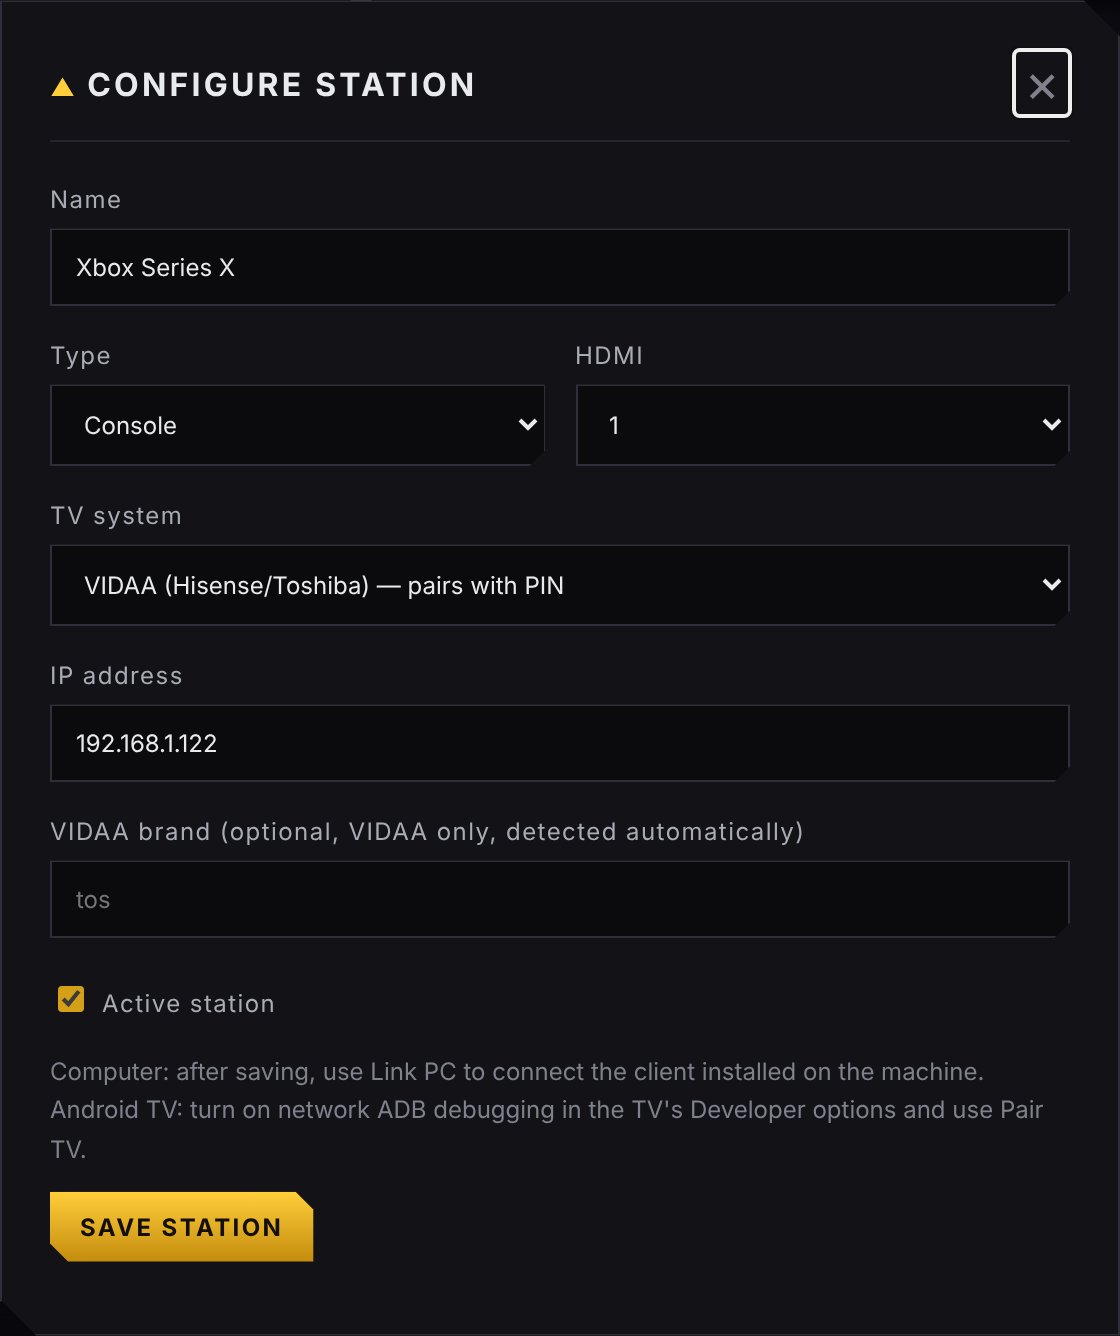 CONFIGURE STATION
Name
Xbox Series X
Type
HDMI
Console
1
TV system
VIDAA (Hisense/Toshiba) — pairs with PIN
IP address
192.168.1.122
VIDAA brand (optional, VIDAA only, detected automatically)
tos
Active station
Computer: after saving, use Link PC to connect the client installed on the machine.
Android TV: turn on network ADB debugging in the TV's Developer options and use Pair
TV.
SAVE STATION